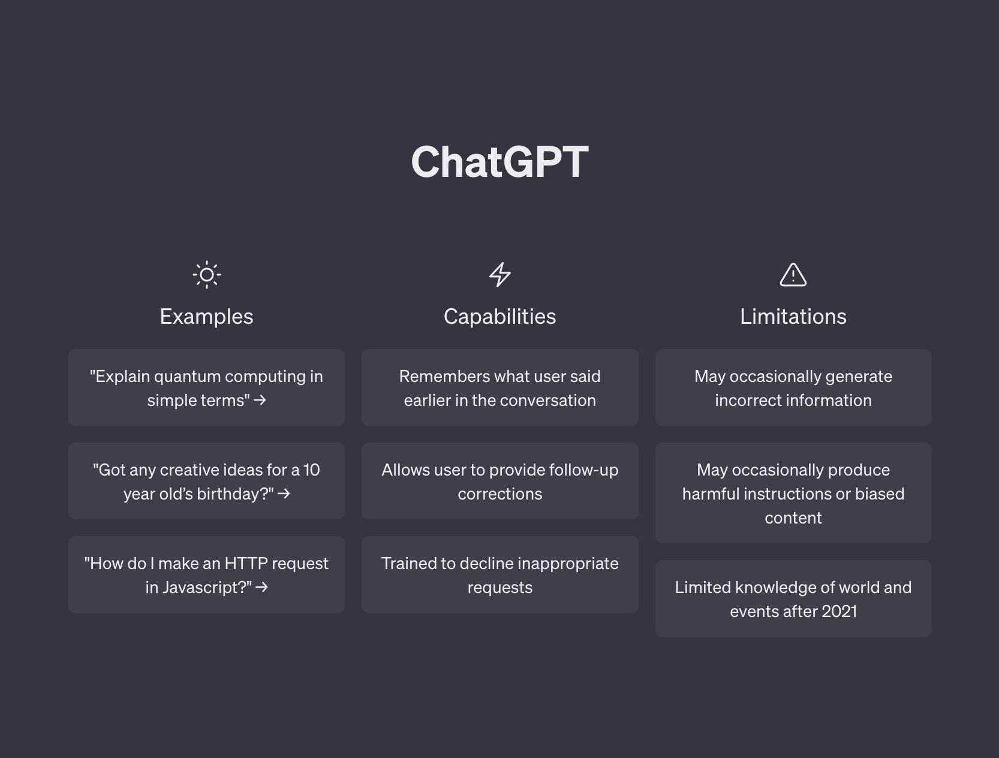 ChatGPT
Examples
"Explain quantum computing in
simple terms" →
"Got any creative ideas for a 10
year old’s birthday?" →
"How do I make an HTTP request
in Javascript?" →
Capabilities
Remembers what user said
earlier in the conversation
Allows user to provide follow-up
corrections
Trained to decline inappropriate
requests
Limitations
May occasionally generate
incorrect information
May occasionally produce
harmful instructions or biased
content
Limited knowledge of world and
events after 2021